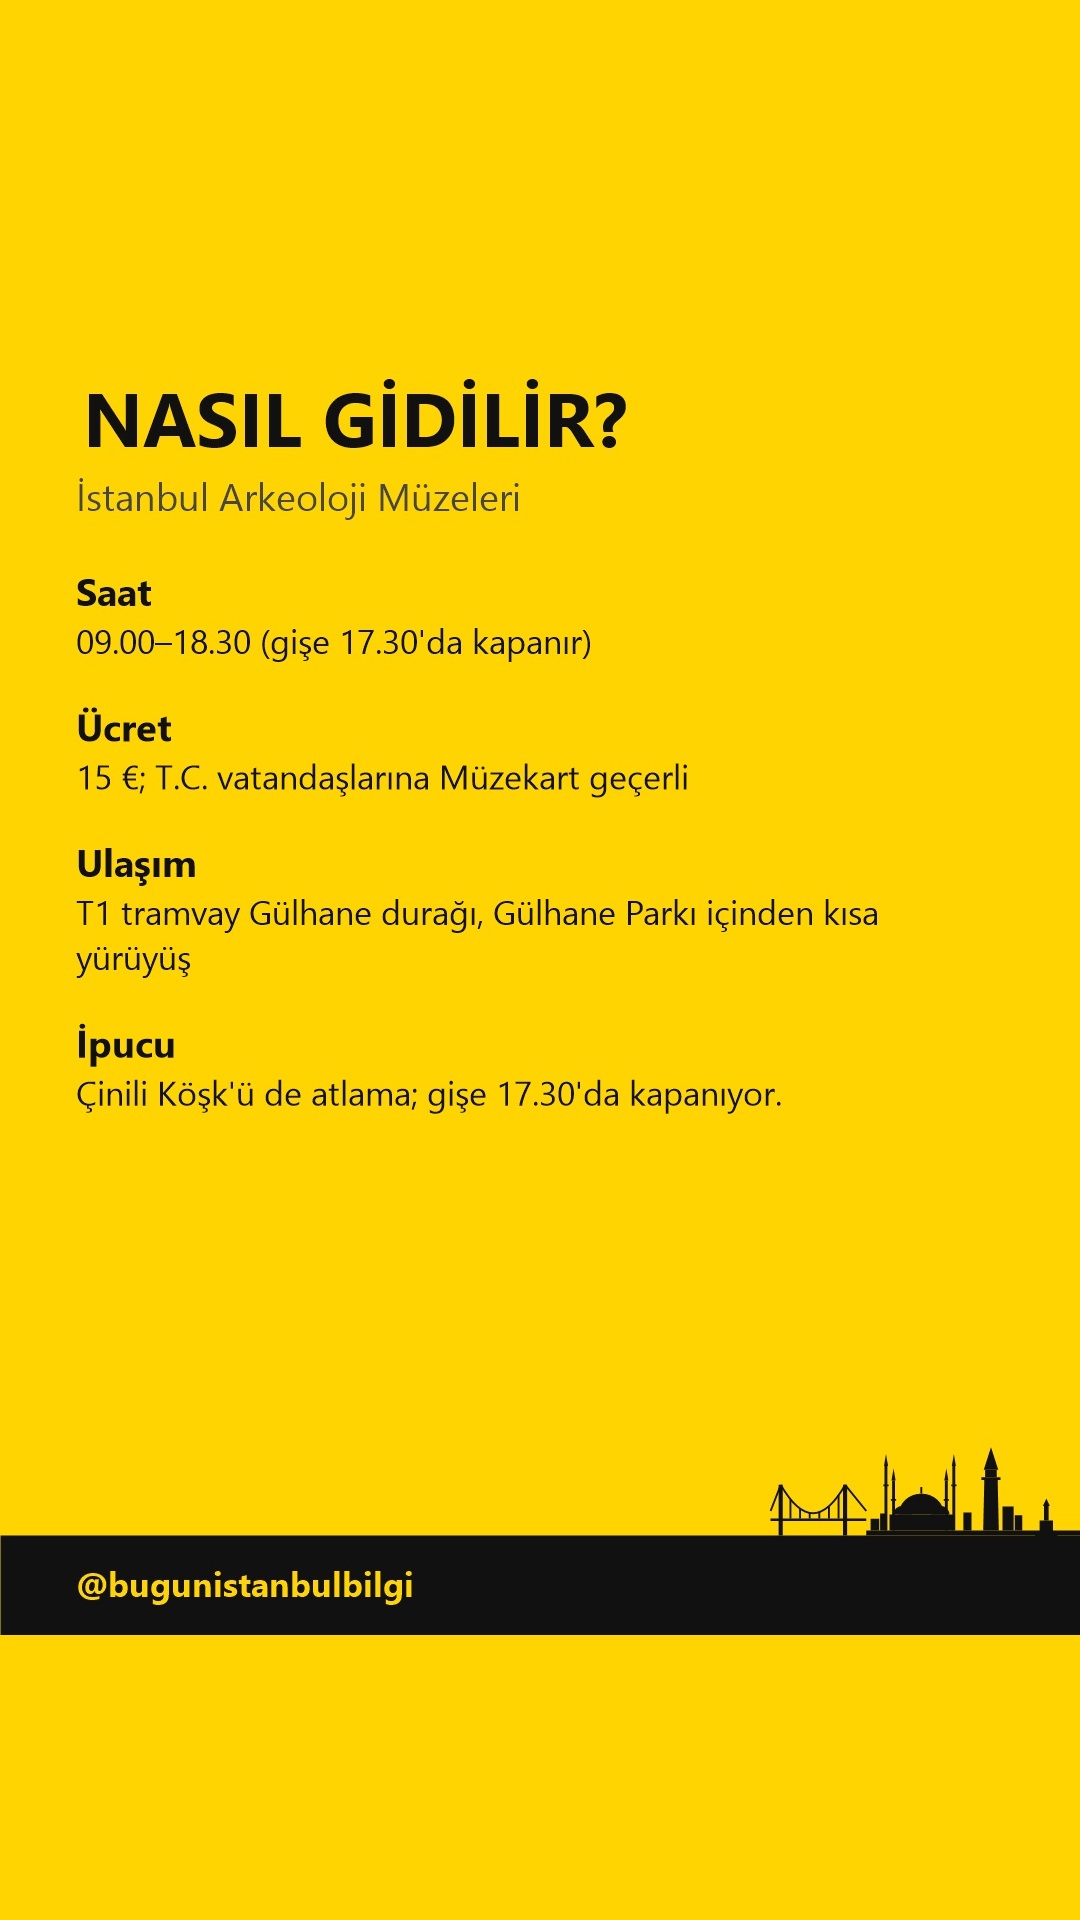 NASIL GİDİLİR?
İstanbul Arkeoloji Müzeleri
Saat
09.00–18.30 (gişe 17.30'da kapanır)
Ücret
15 €; T.C. vatandaşlarına Müzekart geçerli
Ulaşım
T1 tramvay Gülhane durağı, Gülhane Parkı içinden kısa
yürüyüş
İpucu
Çinili Köşk'ü de atlama; gişe 17.30'da kapanıyor.
@bugunistanbulbilgi